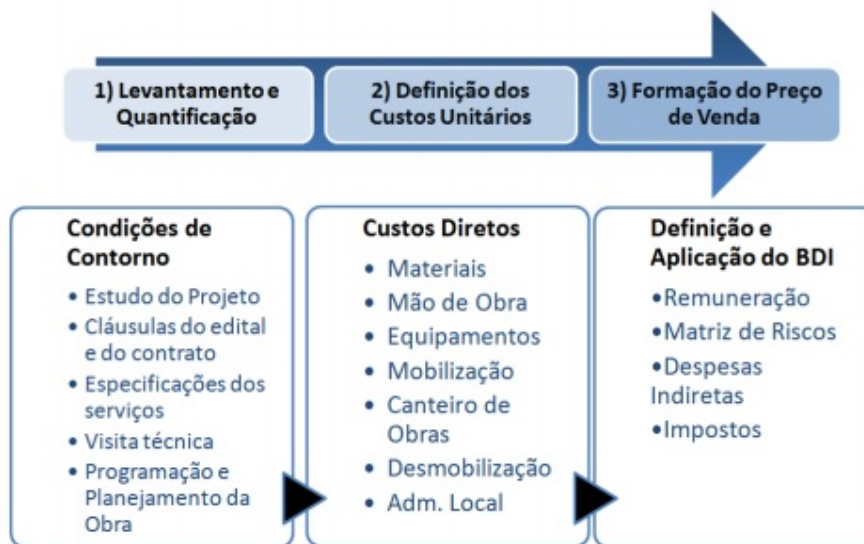 1) Levantamento e
Quantificação
2) Definição dos
Custos Unitários
3) Formação do Preço
de Venda
Condições de
Contorno
• Estudo do Projeto
• Cláusulas do edital
e do contrato
• Especificações dos
serviços
• Visita técnica
• Programação e
Planejamento da
Obra
Custos Diretos
• Materiais
• Mão de Obra
• Equipamentos
• Mobilização
• Canteiro de
Obras
• Desmobilização
• Adm. Local
Definição e
Aplicação do BDI
•Remuneração
•Matriz de Riscos
•Despesas
Indiretas
•Impostos